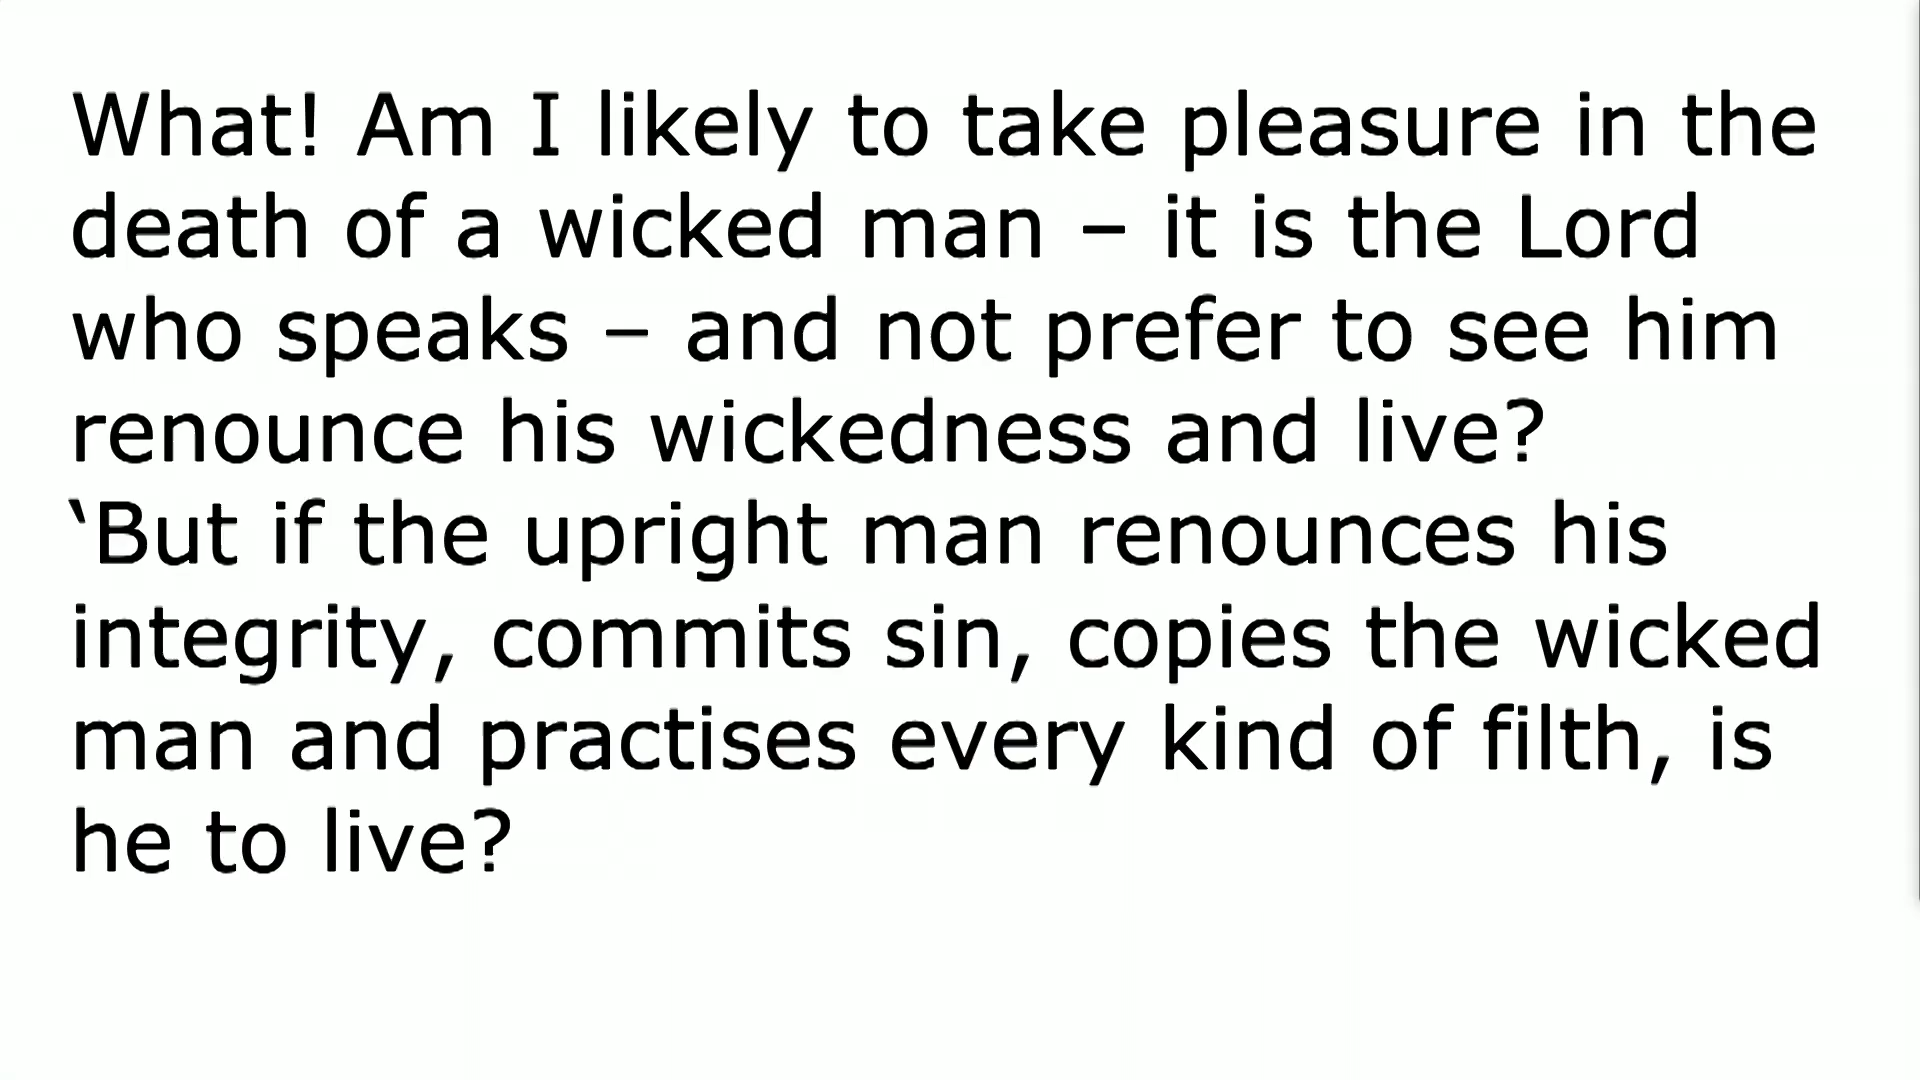 What! Am I likely to take pleasure in the
death of a wicked man – it is the Lord
who speaks – and not prefer to see him
renounce his wickedness and live?
‘But if the upright man renounces his
integrity, commits sin, copies the wicked
man and practises every kind of filth, is
he to live?